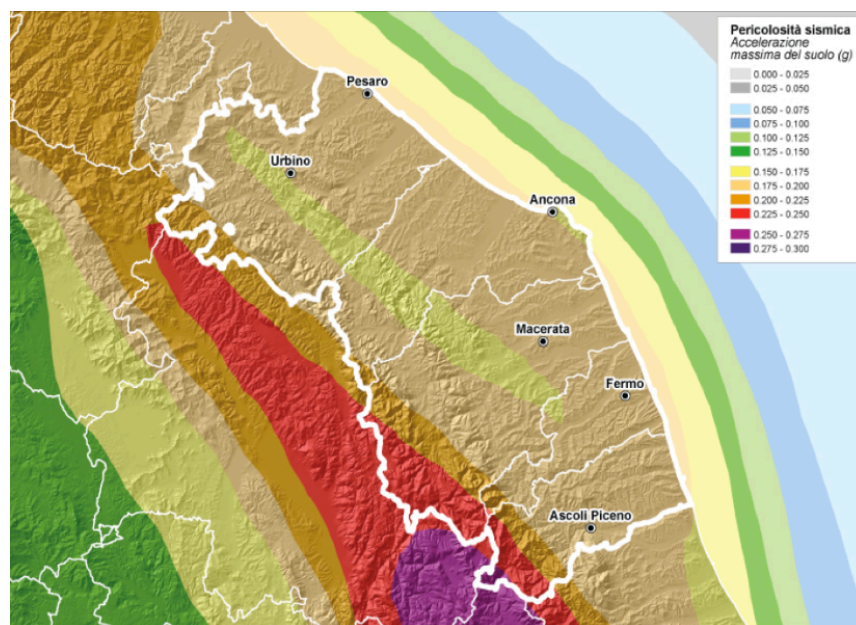 Pericolosità sismica
Accelerazione
massima del suolo (g)
0.000 - 0.025
0.025 - 0.050
0.050 - 0.075
0.075 - 0.100
0.100 - 0.125
0.125 - 0.150
0.150 - 0.175
0.175 - 0.200
0.200 - 0.225
0.225 - 0.250
0.250 - 0.275
0.275 - 0.300
Pesaro
Urbino
Ancona
Macerata
Fermo
Ascoli Piceno